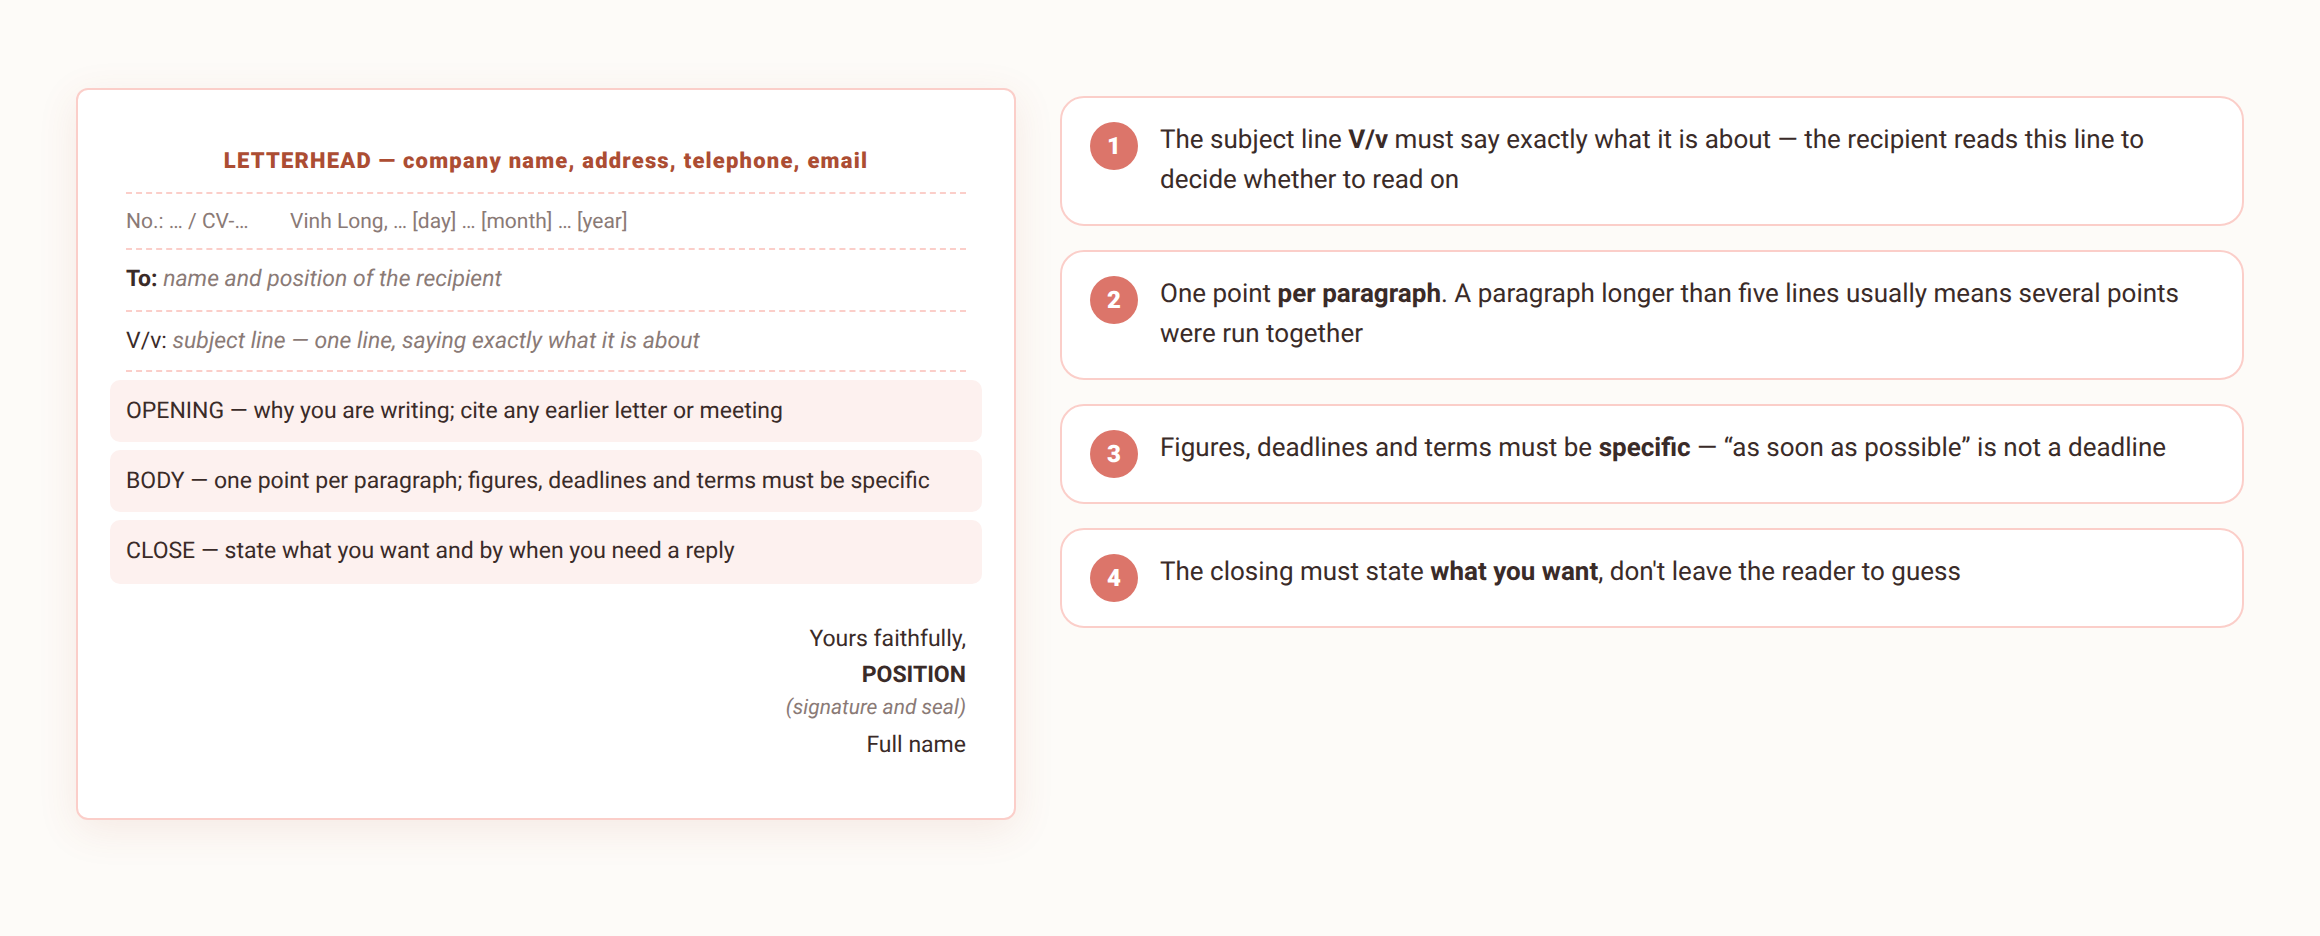 LETTERHEAD — company name, address, telephone, email
No.: ... / CV-... Vinh Long, ... [day] ... [month] ... [year]
To: name and position of the recipient
V/v: subject line — one line, saying exactly what it is about
OPENING — why you are writing; cite any earlier letter or meeting
BODY — one point per paragraph; figures, deadlines and terms must be specific
CLOSE — state what you want and by when you need a reply
Yours faithfully,
POSITION
(signature and seal)
Full name
1 The subject line V/v must say exactly what it is about — the recipient reads this line to
decide whether to read on
2 One point per paragraph. A paragraph longer than five lines usually means several points
were run together
3 Figures, deadlines and terms must be specific — “as soon as possible” is not a deadline
4 The closing must state what you want, don't leave the reader to guess